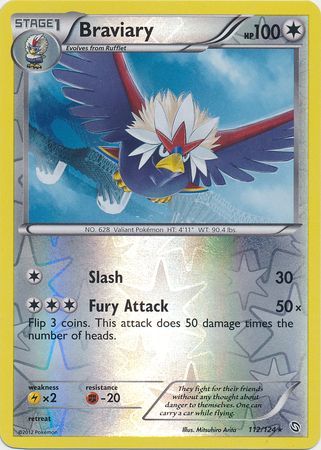 STAGE1
Braviary
HP100
Evolves from Rufflet
NO. 628 Valiant Pokémon HT: 4'11" WT: 90.4 lbs.
Slash 30
Fury Attack 50×
Flip 3 coins. This attack does 50 damage times
the number of heads.
weakness
×2
resistance
-20
retreat
They fight for their friends
without any thought about
danger to themselves. One can
carry a car while flying.
Illus. Mitsuhiro Arita
112/124★
©2012 Pokémon